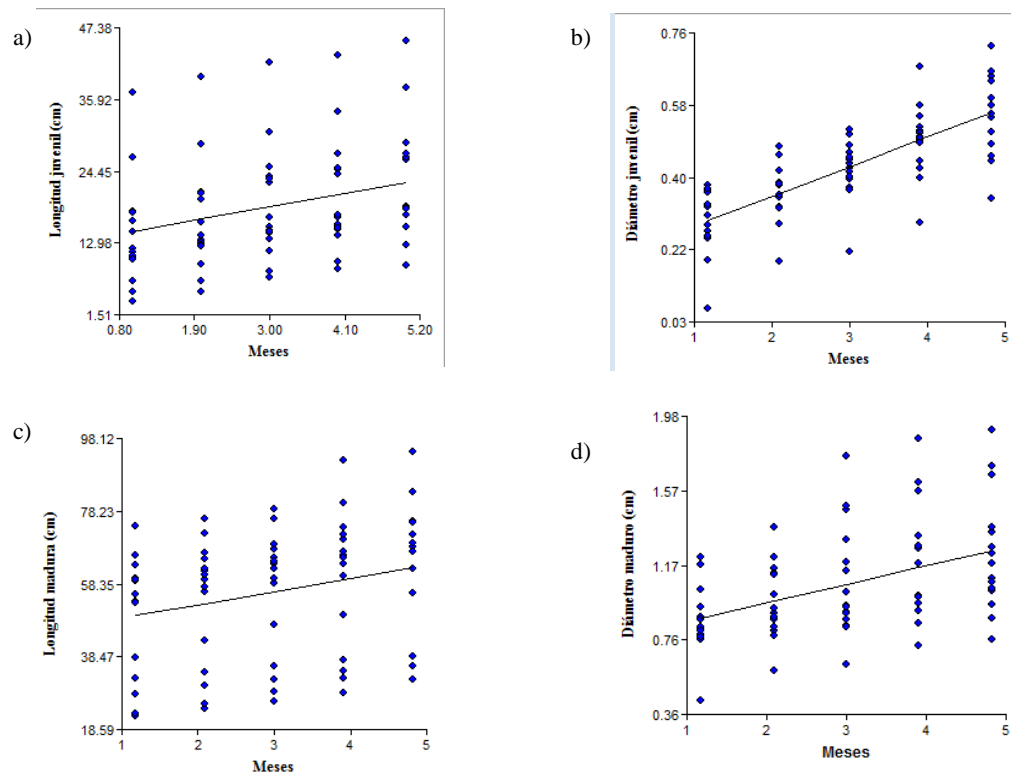 a)
Longitud juvenil (cm)
47.38
35.92
24.45
12.98
1.51
0.80 1.90 3.00 4.10 5.20
Meses
b)
Diámetro juvenil (cm)
0.76
0.58
0.40
0.22
0.03
1 2 3 4 5
Meses
c)
Longitud madura (cm)
98.12
78.23
58.35
38.47
18.59
1 2 3 4 5
Meses
d)
Diámetro maduro (cm)
1.98
1.57
1.17
0.76
0.36
1 2 3 4 5
Meses